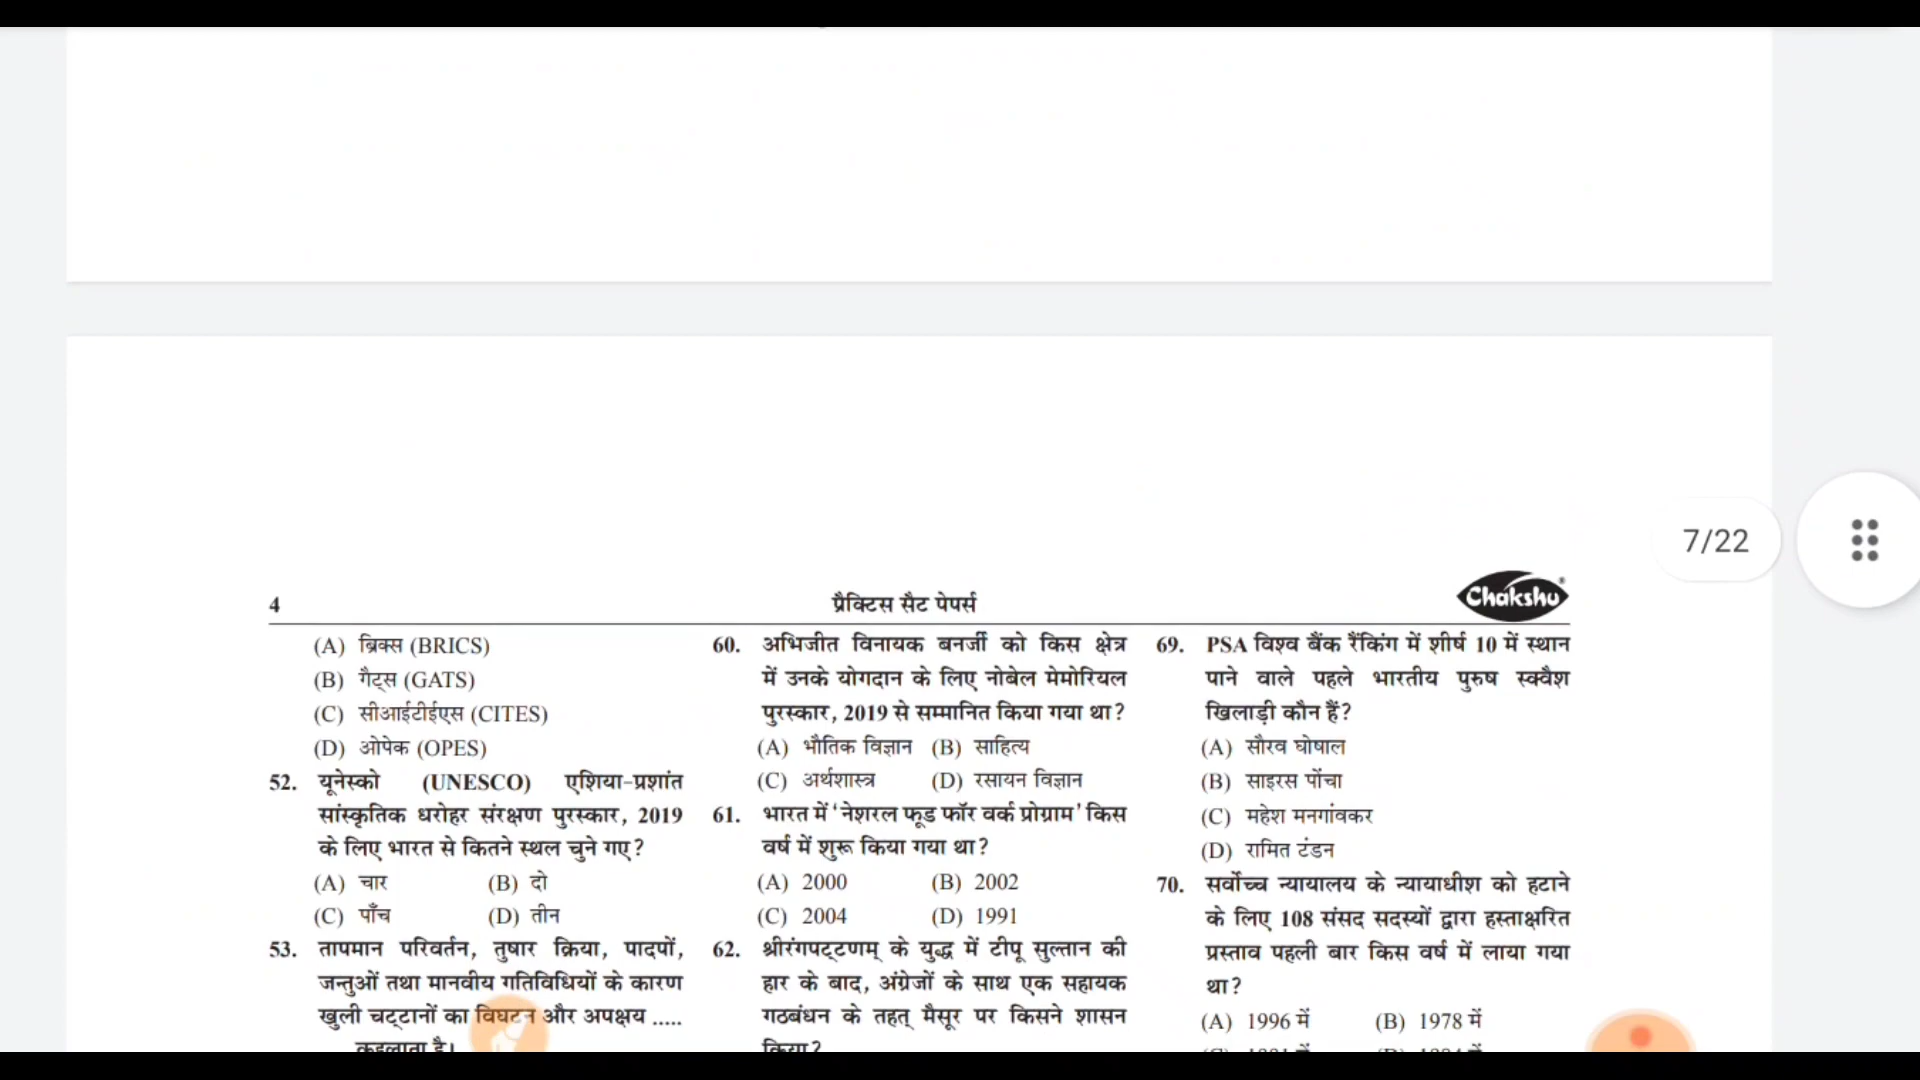 4
प्रैक्टिस सैट पेपर्स
Chakshu
(A) ब्रिक्स (BRICS)
(B) गैट्स (GATS)
(C) सीआईटीईएस (CITES)
(D) ओपेक (OPES)
52. यूनेस्को (UNESCO) एशिया-प्रशांत
सांस्कृतिक धरोहर संरक्षण पुरस्कार, 2019
के लिए भारत से कितने स्थल चुने गए?
(A) चार (B) दो
(C) पाँच (D) तीन
53. तापमान परिवर्तन, तुषार क्रिया, पादपों,
जन्तुओं तथा मानवीय गतिविधियों के कारण
खुली चट्टानों का विघटन और अपक्षय .....
कहलाता है।
60. अभिजीत विनायक बनर्जी को किस क्षेत्र
में उनके योगदान के लिए नोबेल मेमोरियल
पुरस्कार, 2019 से सम्मानित किया गया था?
(A) भौतिक विज्ञान (B) साहित्य
(C) अर्थशास्त्र (D) रसायन विज्ञान
61. भारत में ‘नेशरल फूड फॉर वर्क प्रोग्राम’ किस
वर्ष में शुरू किया गया था?
(A) 2000 (B) 2002
(C) 2004 (D) 1991
62. श्रीरंगपट्टणम् के युद्ध में टीपू सुल्तान की
हार के बाद, अंग्रेजों के साथ एक सहायक
गठबंधन के तहत् मैसूर पर किसने शासन
किया?
69. PSA विश्व बैंक रैंकिंग में शीर्ष 10 में स्थान
पाने वाले पहले भारतीय पुरुष स्क्वैश
खिलाड़ी कौन हैं?
(A) सौरव घोषाल
(B) साइरस पोंचा
(C) महेश मनगांवकर
(D) रामित टंडन
70. सर्वोच्च न्यायालय के न्यायाधीश को हटाने
के लिए 108 संसद सदस्यों द्वारा हस्ताक्षरित
प्रस्ताव पहली बार किस वर्ष में लाया गया
था?
(A) 1996 में (B) 1978 में
7/22